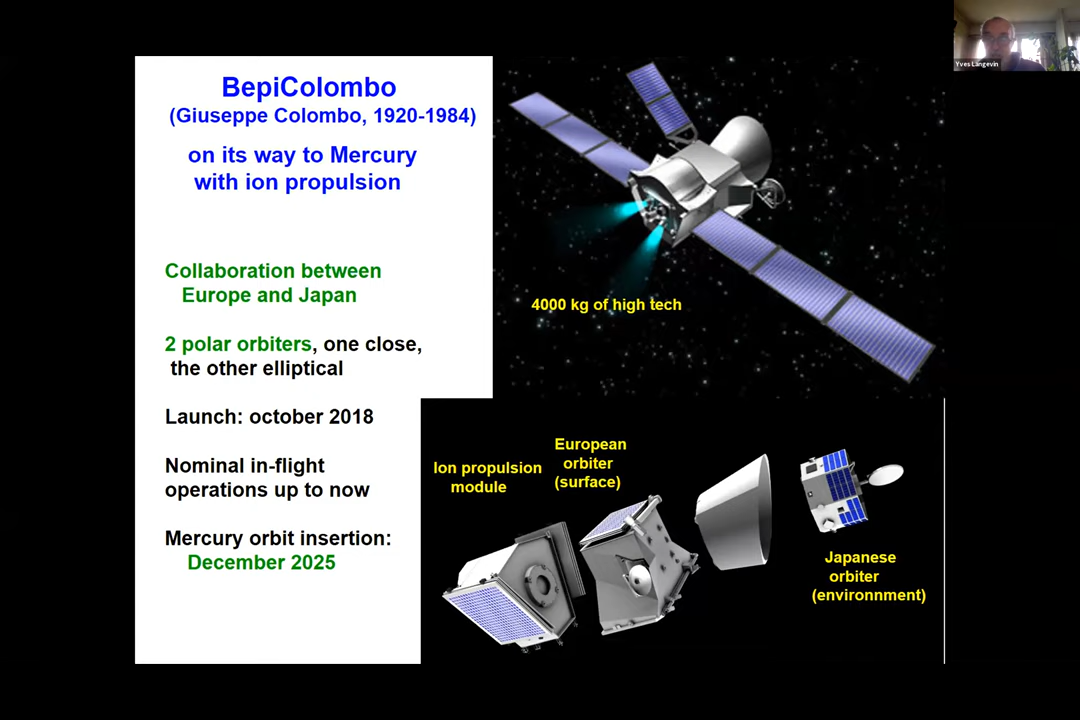 BepiColombo
(Giuseppe Colombo, 1920-1984)
on its way to Mercury
with ion propulsion
Collaboration between
Europe and Japan
2 polar orbiters, one close,
the other elliptical
Launch: october 2018
Nominal in-flight
operations up to now
Mercury orbit insertion:
December 2025
4000 kg of high tech
Ion propulsion
module
European
orbiter
(surface)
Japanese
orbiter
(environnment)
Yves Langevin